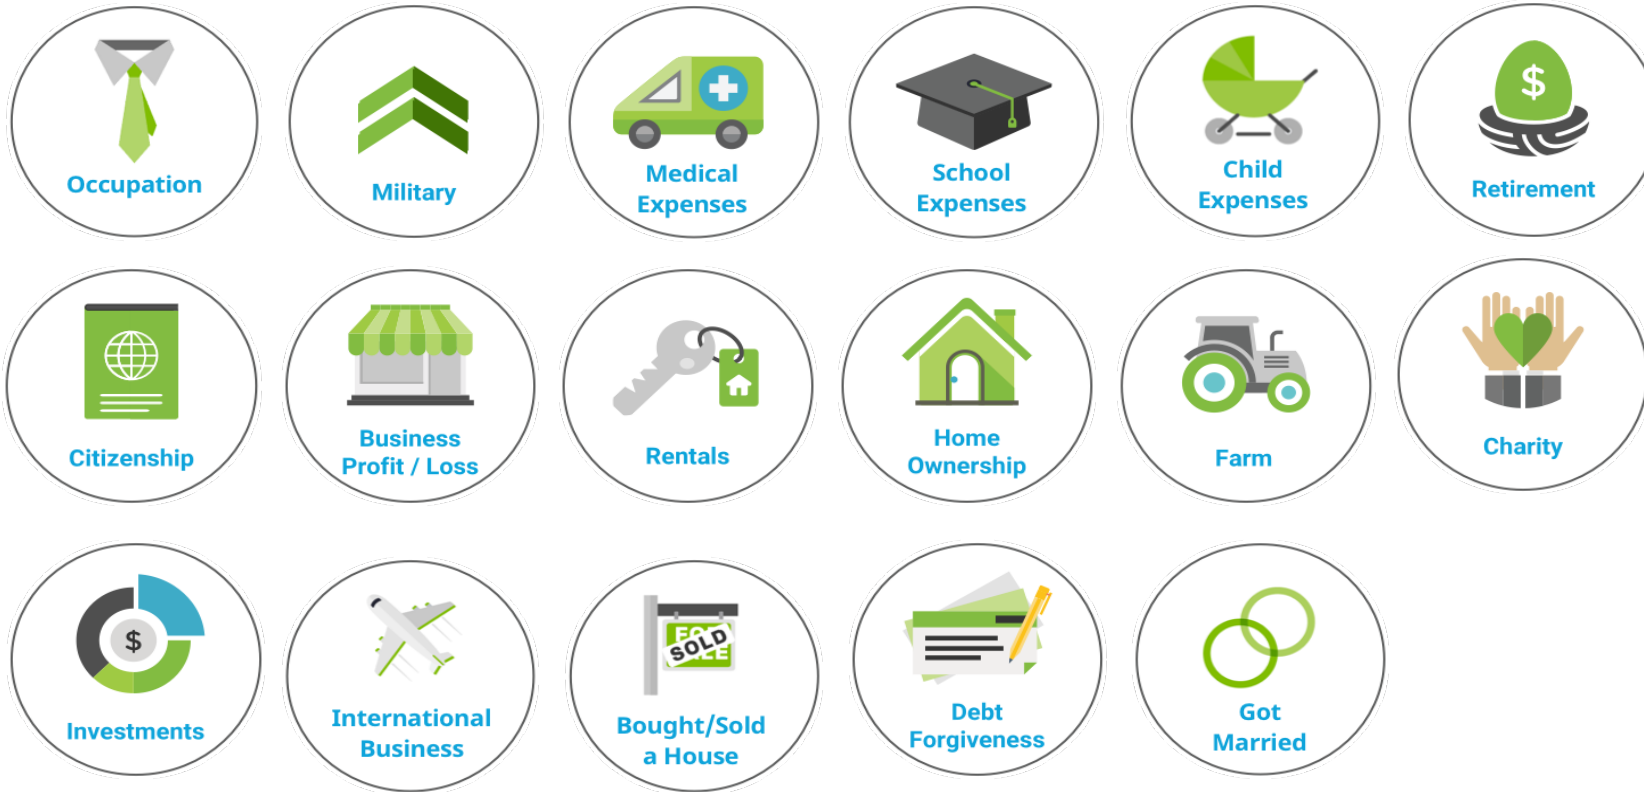 Occupation
Military
Medical
Expenses
School
Expenses
Child
Expenses
$
Retirement
Citizenship
Business
Profit / Loss
Rentals
Home
Ownership
Farm
Charity
$
Investments
International
Business
SOLD
Bought/Sold
a House
Debt
Forgiveness
Got
Married